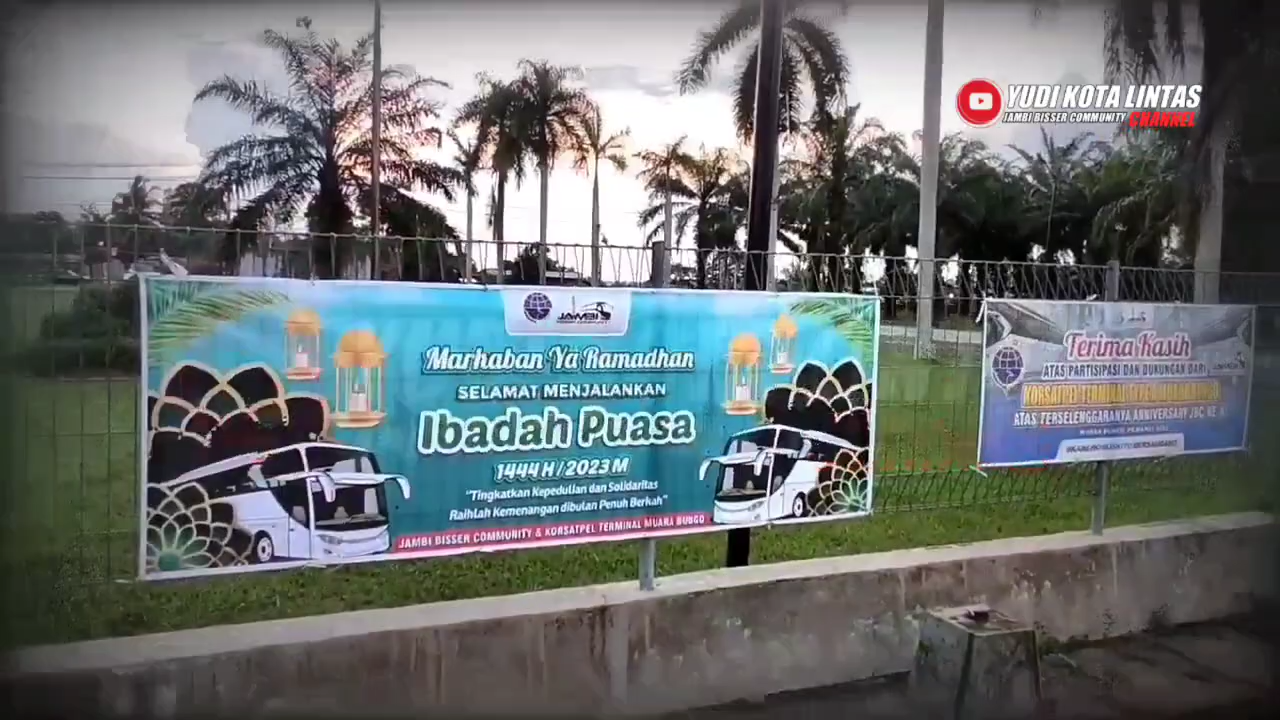 YUDI KOTA LINTAS
JAMBI BISSER COMMUNITY CHANNEL
JAMBI
Markaban Ya Ramadhan
SELAMAT MENJALANKAN
Ibadah Puasa
1444 H / 2023 M
"Tingkatkan Kepedulian dan Solidaritas
Raihlah Kemenangan dibulan Penuh Berkah"
JAMBI BISSER COMMUNITY & KORSATPEL TERMINAL MUARA BUNGO
Terima Kasih
ATAS PARTISIPASI DAN DUKUNGAN DARI
KORSATPEL TERMINAL
ATAS TERSELENGGARANYA ANNIVERSARY JBC KE